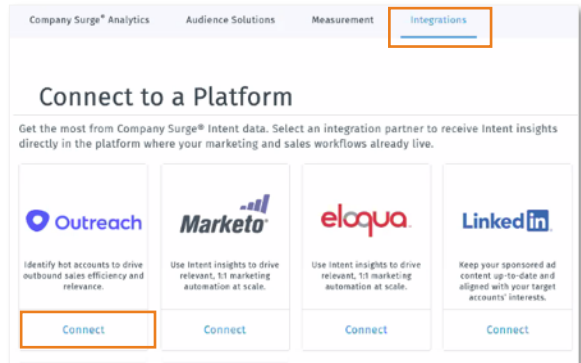 Company Surge® Analytics Audience Solutions Measurement Integrations
Connect to a Platform
Get the most from Company Surge® Intent data. Select an integration partner to receive Intent insights
directly in the platform where your marketing and sales workflows already live.
Outreach
Identify hot accounts to drive
outbound sales efficiency and
relevance.
Connect
Marketo
Use Intent insights to drive
relevant, 1:1 marketing
automation at scale.
Connect
eloqua
Use Intent insights to drive
relevant, 1:1 marketing
automation at scale.
Connect
Linked in
Keep your sponsored ad
content up-to-date and
aligned with your target
accounts' interests.
Connect